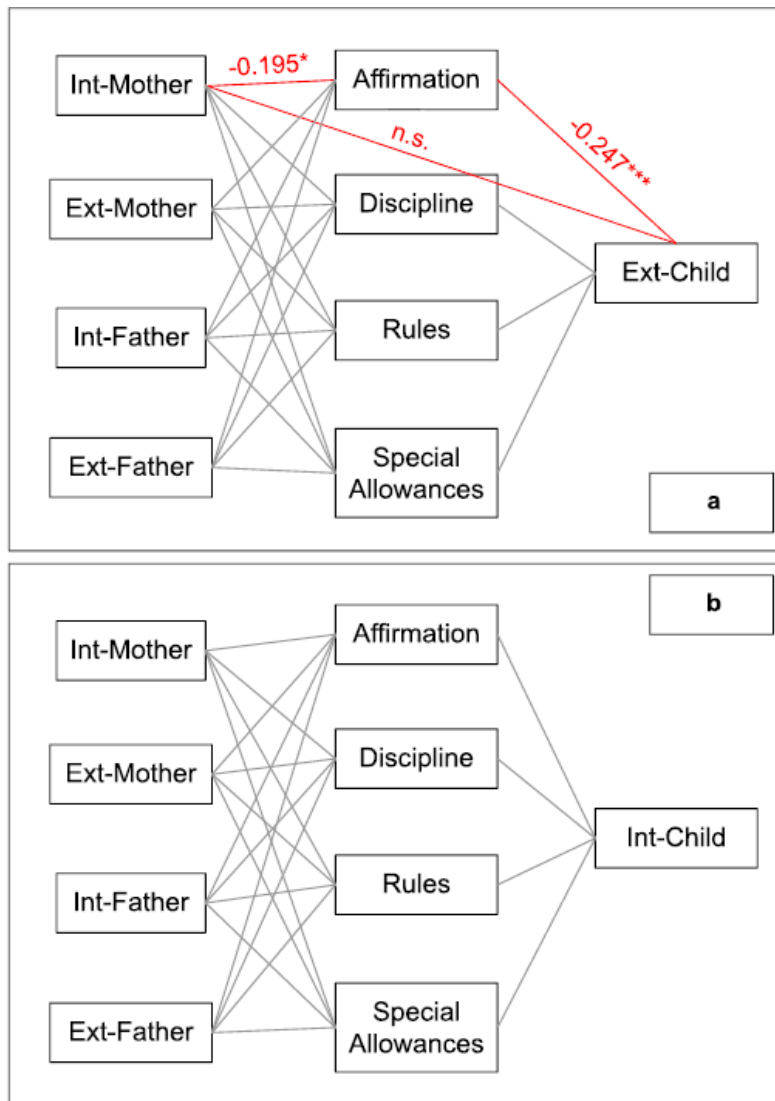 -0.195*
Int-Mother
Affirmation
n.s.
-0.247***
Ext-Mother
Discipline
Ext-Child
Int-Father
Rules
Ext-Father
Special
Allowances
a
b
Int-Mother
Affirmation
Ext-Mother
Discipline
Int-Child
Int-Father
Rules
Ext-Father
Special
Allowances